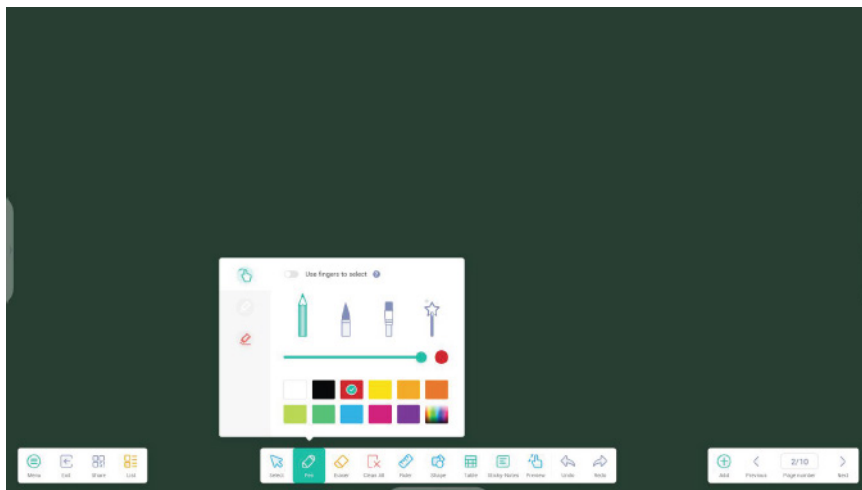 Use fingers to select ?
Menu Exit Share List
Select Pen Eraser Clear All Ruler Shape Table Sticky Notes Preview Undo Redo
Add Previous 2/10 Page number Next